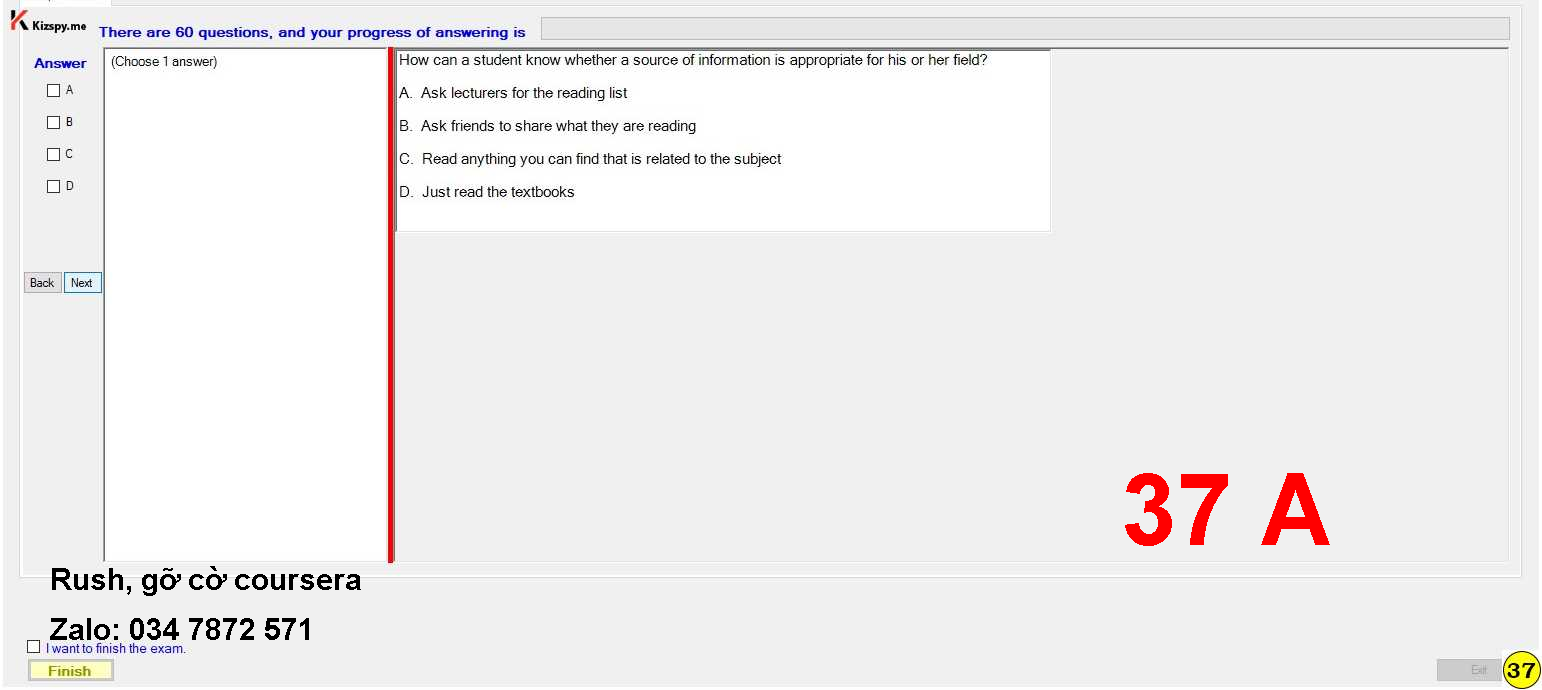 Kizspy.me
There are 60 questions, and your progress of answering is
Answer
(Choose 1 answer)
A
B
C
D
Back
Next
How can a student know whether a source of information is appropriate for his or her field?
A. Ask lecturers for the reading list
B. Ask friends to share what they are reading
C. Read anything you can find that is related to the subject
D. Just read the textbooks
37 A
Rush, gỡ cờ coursera
Zalo: 034 7872 571
I want to finish the exam.
Finish
Exit
37